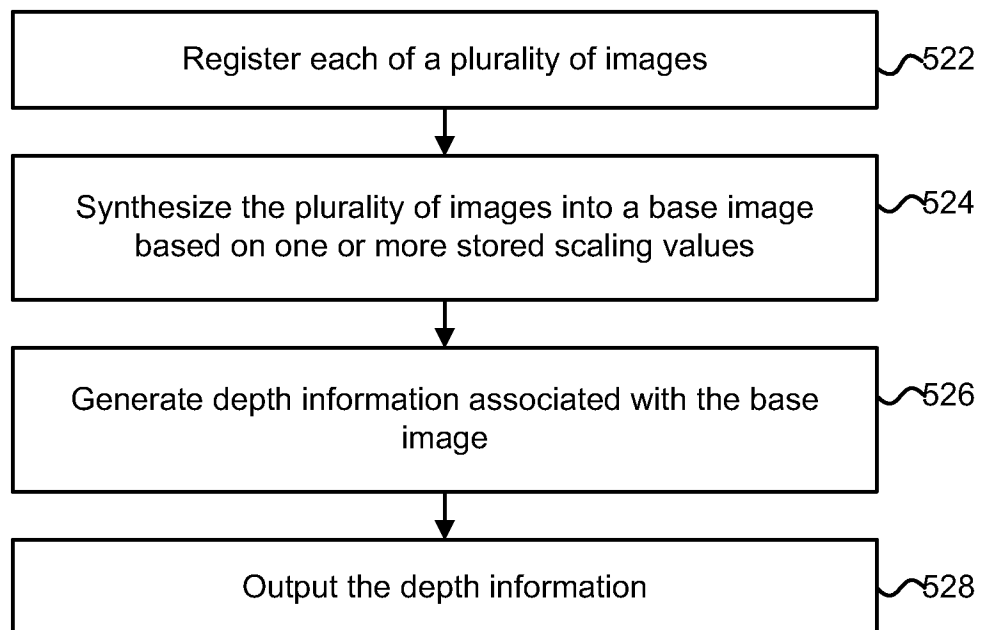 Register each of a plurality of images
522
Synthesize the plurality of images into a base image
based on one or more stored scaling values
524
Generate depth information associated with the base
image
526
Output the depth information
528